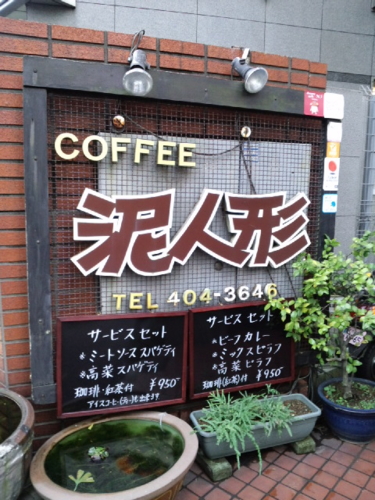 COFFEE
泥人形
TEL 404-3646
サービスセット
*ミートソーススパゲティ
*高菜スパゲティ
珈琲・紅茶付 ¥950-
サービスセット
*ビーフカレー
*ミックスピラフ
*高菜ピラフ
珈琲(紅茶)付 ¥950-